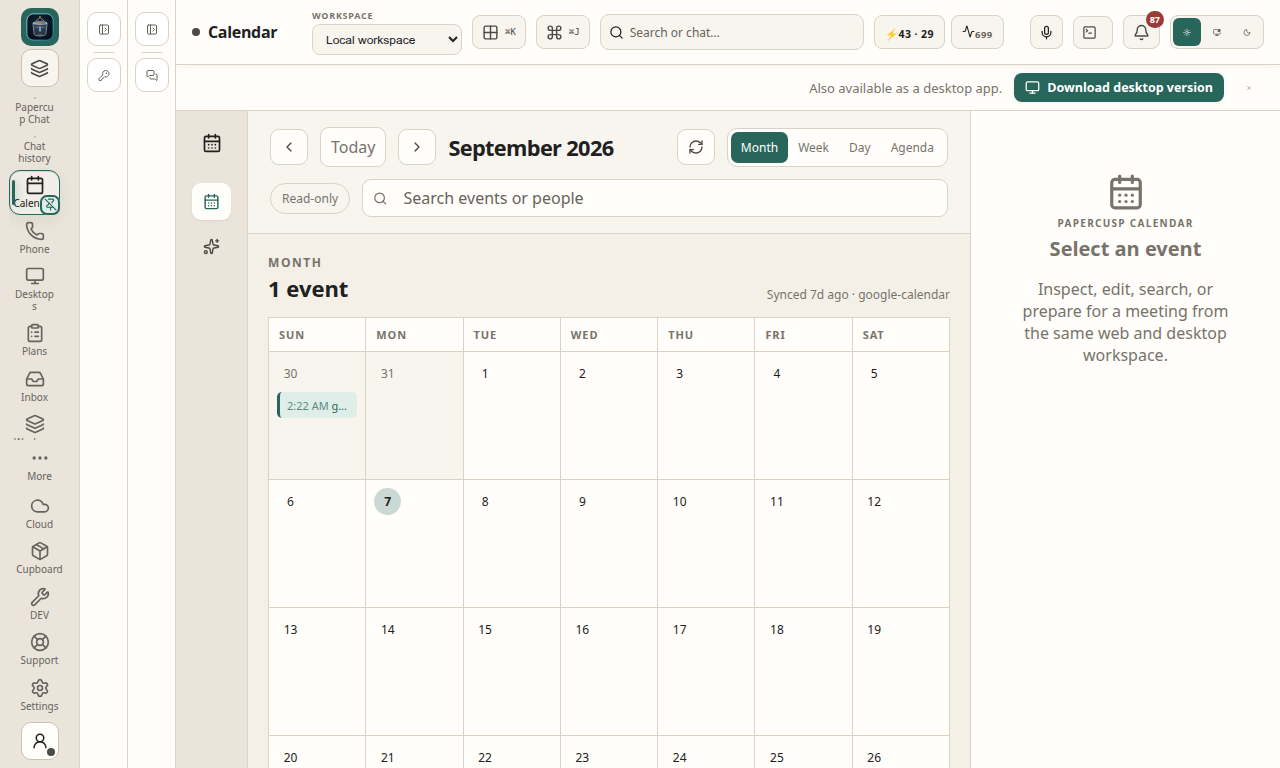 Papercu
p Chat
Chat
history
Calen
Phone
Desktop
s
Plans
Inbox
More
Cloud
Cupboard
DEV
Support
Settings
Calendar
WORKSPACE
Local workspace
⌘K
⌘J
Search or chat...
⚡43 · 29
699
87
Also available as a desktop app.
Download desktop version
×
Today
September 2026
Month
Week
Day
Agenda
Read-only
Search events or people
MONTH
1 event
Synced 7d ago · google-calendar
SUN MON TUE WED THU FRI SAT
30 31 1 2 3 4 5
2:22 AM g...
6 7 8 9 10 11 12
13 14 15 16 17 18 19
20 21 22 23 24 25 26
PAPERCUSP CALENDAR
Select an event
Inspect, edit, search, or
prepare for a meeting from
the same web and desktop
workspace.